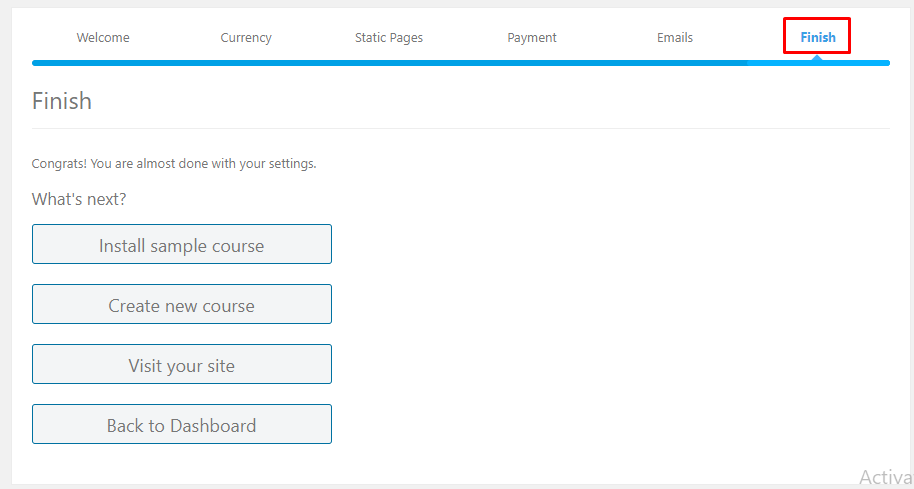 Welcome Currency Static Pages Payment Emails Finish
Finish
Congrats! You are almost done with your settings.
What's next?
Install sample course
Create new course
Visit your site
Back to Dashboard